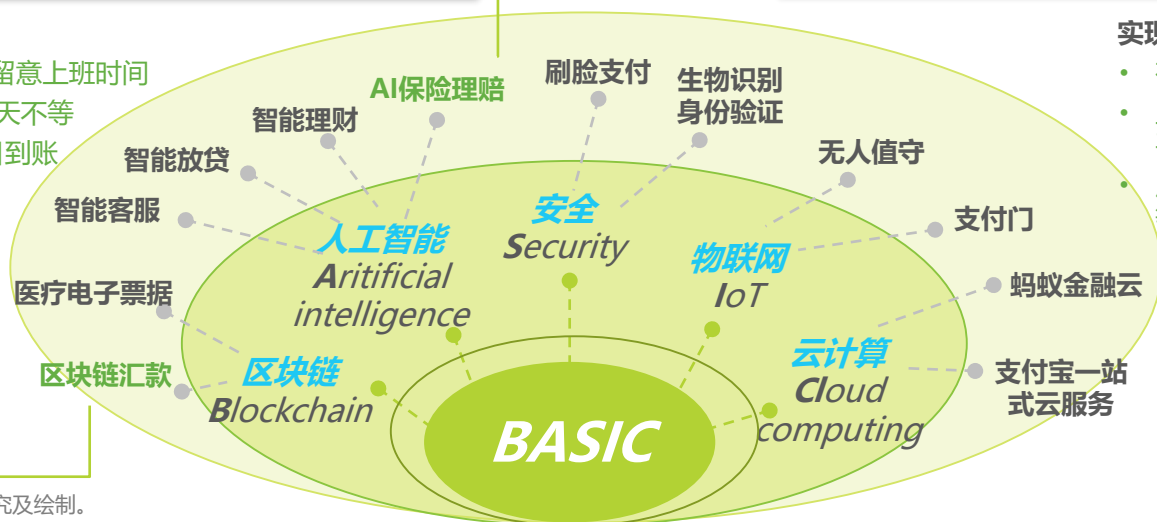 留意上班时间
天不等
到账
实现
AI保险理赔
刷脸支付
生物识别
身份验证
智能理财
智能放贷
智能客服
无人值守
支付门
蚂蚁金融云
支付宝一站
式云服务
医疗电子票据
区块链汇款
人工智能
Aritificial
intelligence
安全
Security
物联网
IoT
区块链
Blockchain
云计算
Cloud
computing
BASIC
究及绘制。